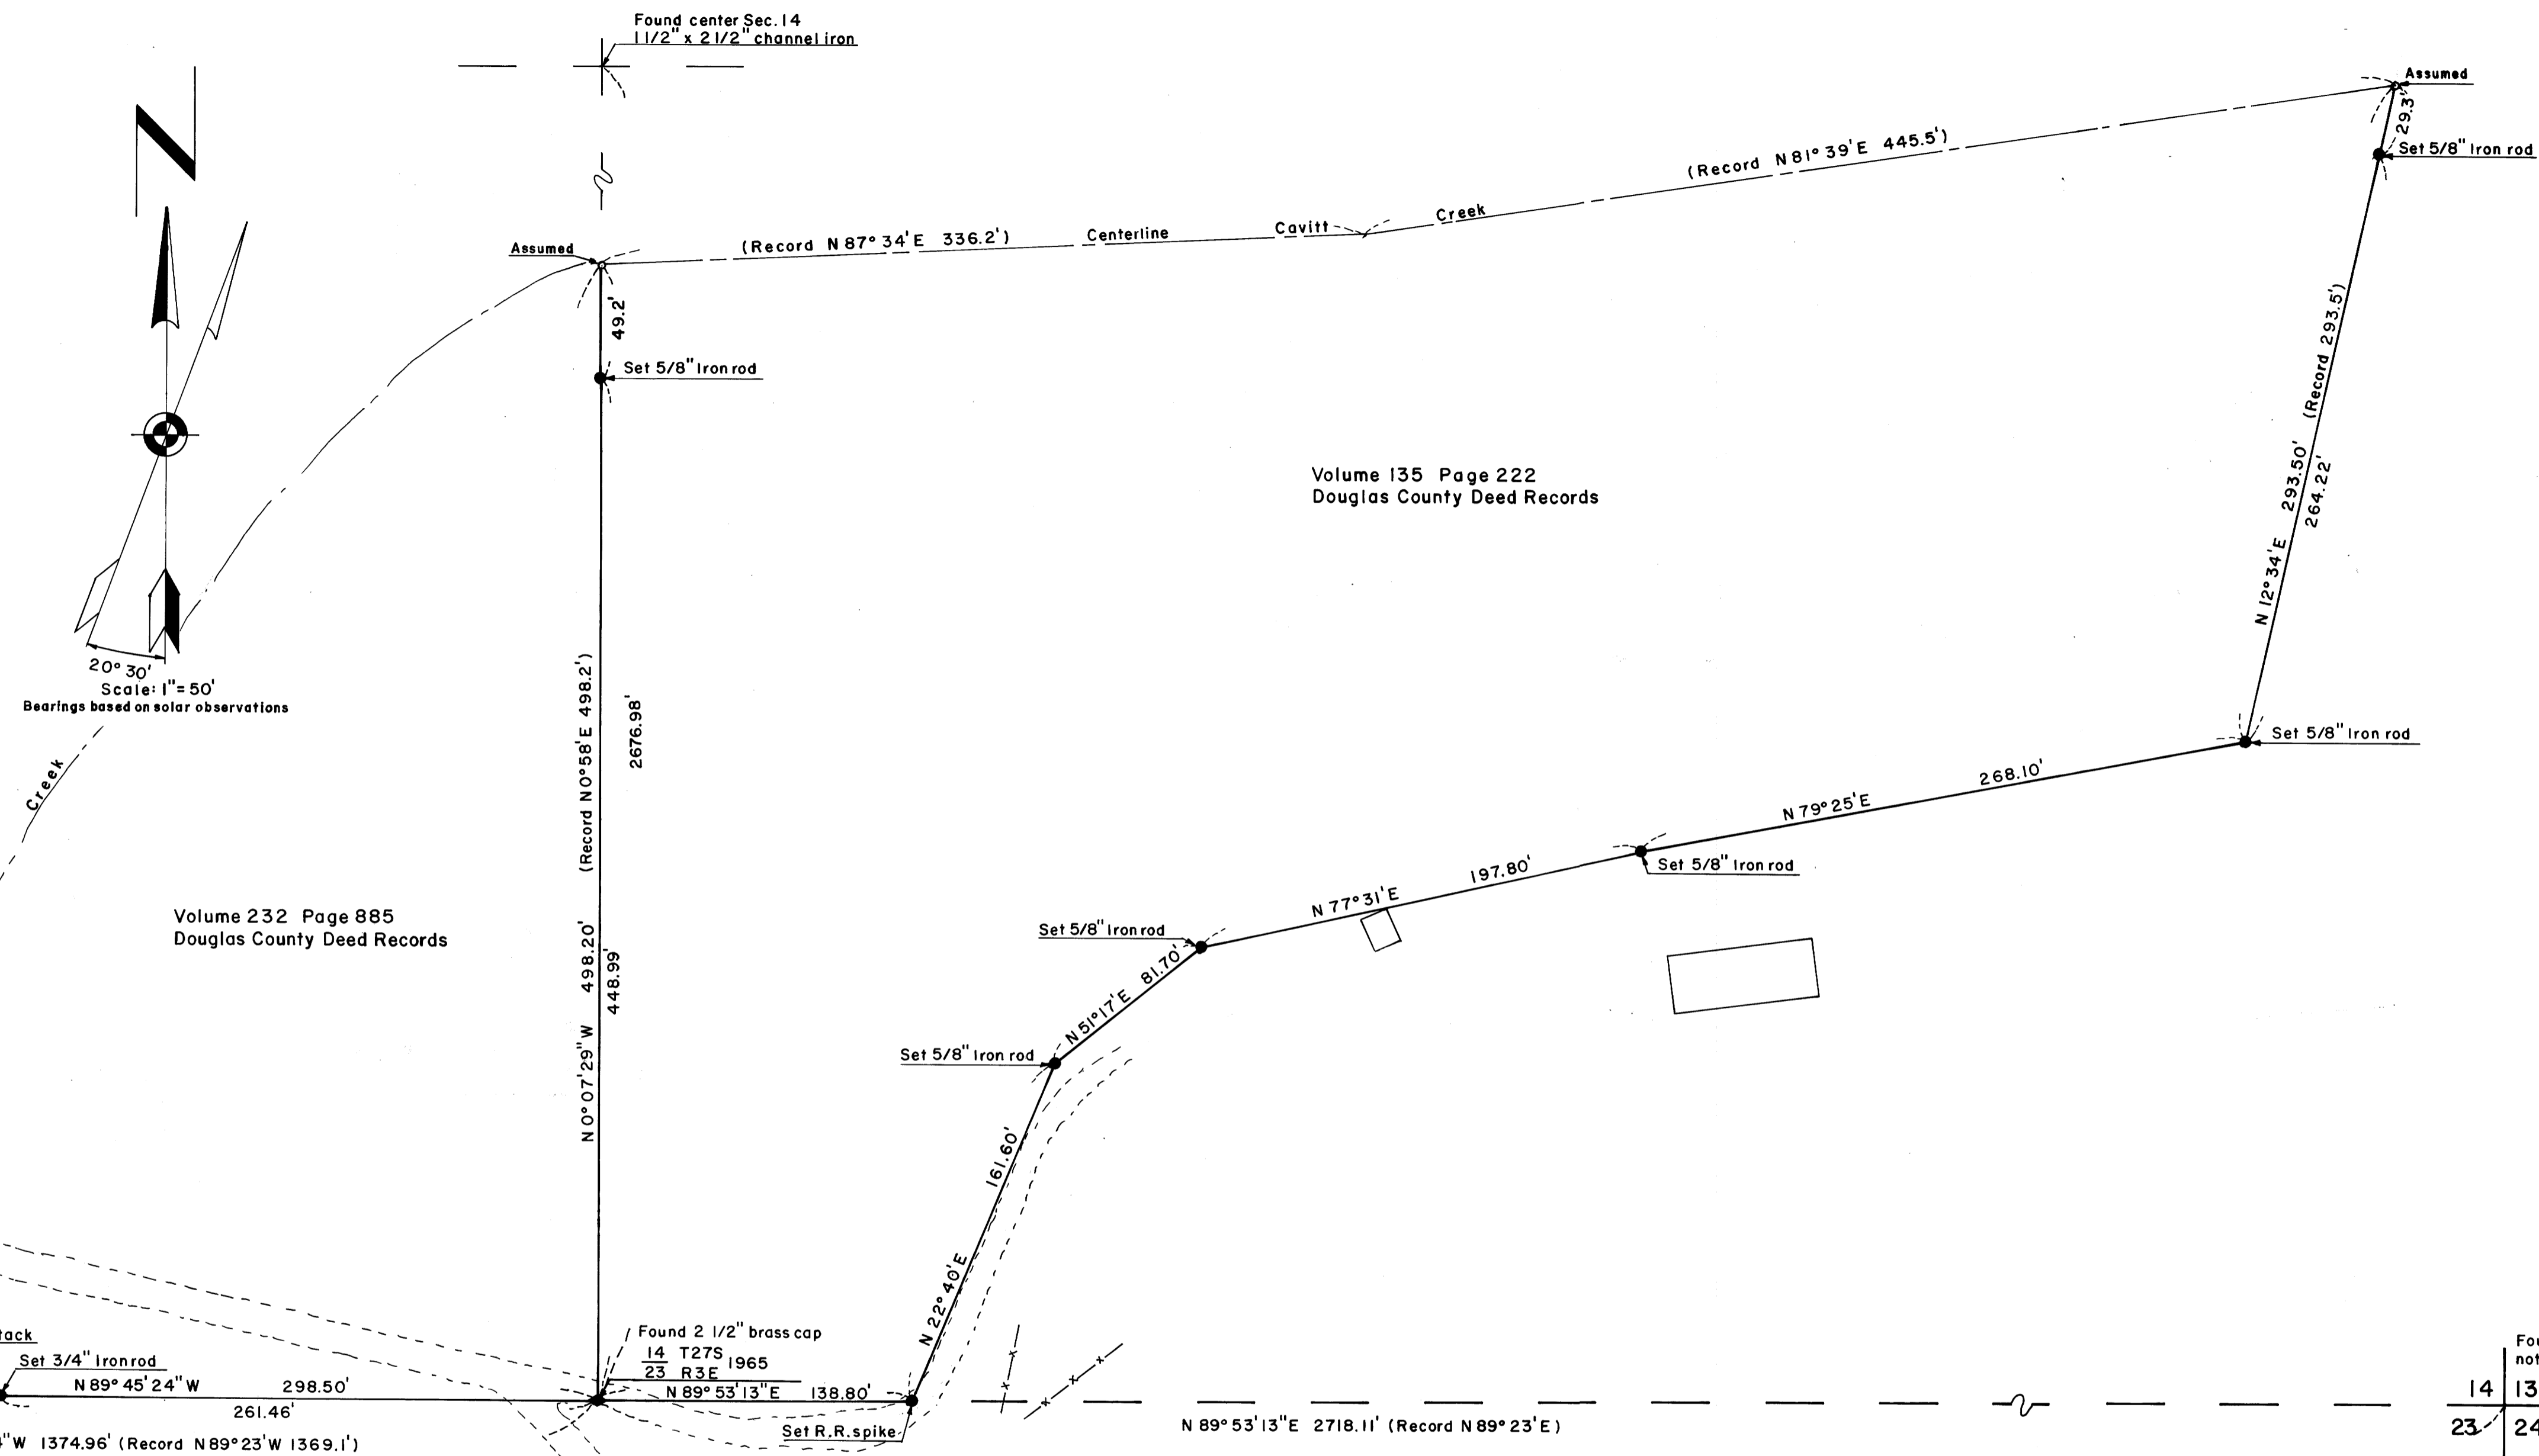 Found center Sec. 14
1 1/2" x 2 1/2" channel iron
N
Assumed
29.3'
Set 5/8" Iron rod
(Record N 81° 39' E 445.5')
Creek
Cavitt
Centerline
(Record N 87° 34' E 336.2')
Assumed
49.2'
Set 5/8" Iron rod
(Record 293.5')
N 12° 34' E 293.50'
264.22'
Volume 135 Page 222
Douglas County Deed Records
20° 30'
Scale: 1" = 50'
Bearings based on solar observations
Creek
(Record N 0° 58' E 498.2')
2676.98'
N 0° 07' 29" W 498.20'
448.99'
Set 5/8" Iron rod
N 79° 25' E 268.10'
Set 5/8" Iron rod
N 77° 31' E 197.80'
Set 5/8" Iron rod
N 51° 17' E 81.70'
Set 5/8" Iron rod
161.60'
N 22° 40' E
Volume 232 Page 885
Douglas County Deed Records
tack
Set 3/4" Iron rod
N 89° 45' 24" W 298.50'
261.46'
"W 1374.96' (Record N 89° 23' W 1369.1')
Found 2 1/2" brass cap
14 T27S
23 R3E 1965
N 89° 53' 13" E 138.80'
Set R.R. spike
N 89° 53' 13" E 2718.11' (Record N 89° 23' E)
Fou
not
14 13
23 24